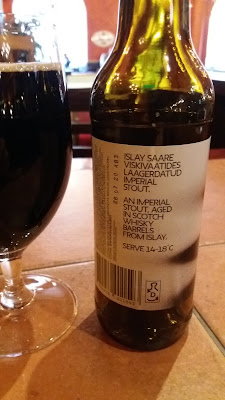 ISLAY SAARE
VISKIVAATIDES
LAAGERDATUD
IMPERIAL
STOUT.
AN IMPERIAL
STOUT, AGED
IN SCOTCH
WHISKY
BARRELS
FROM ISLAY.
SERVE 14-18°C